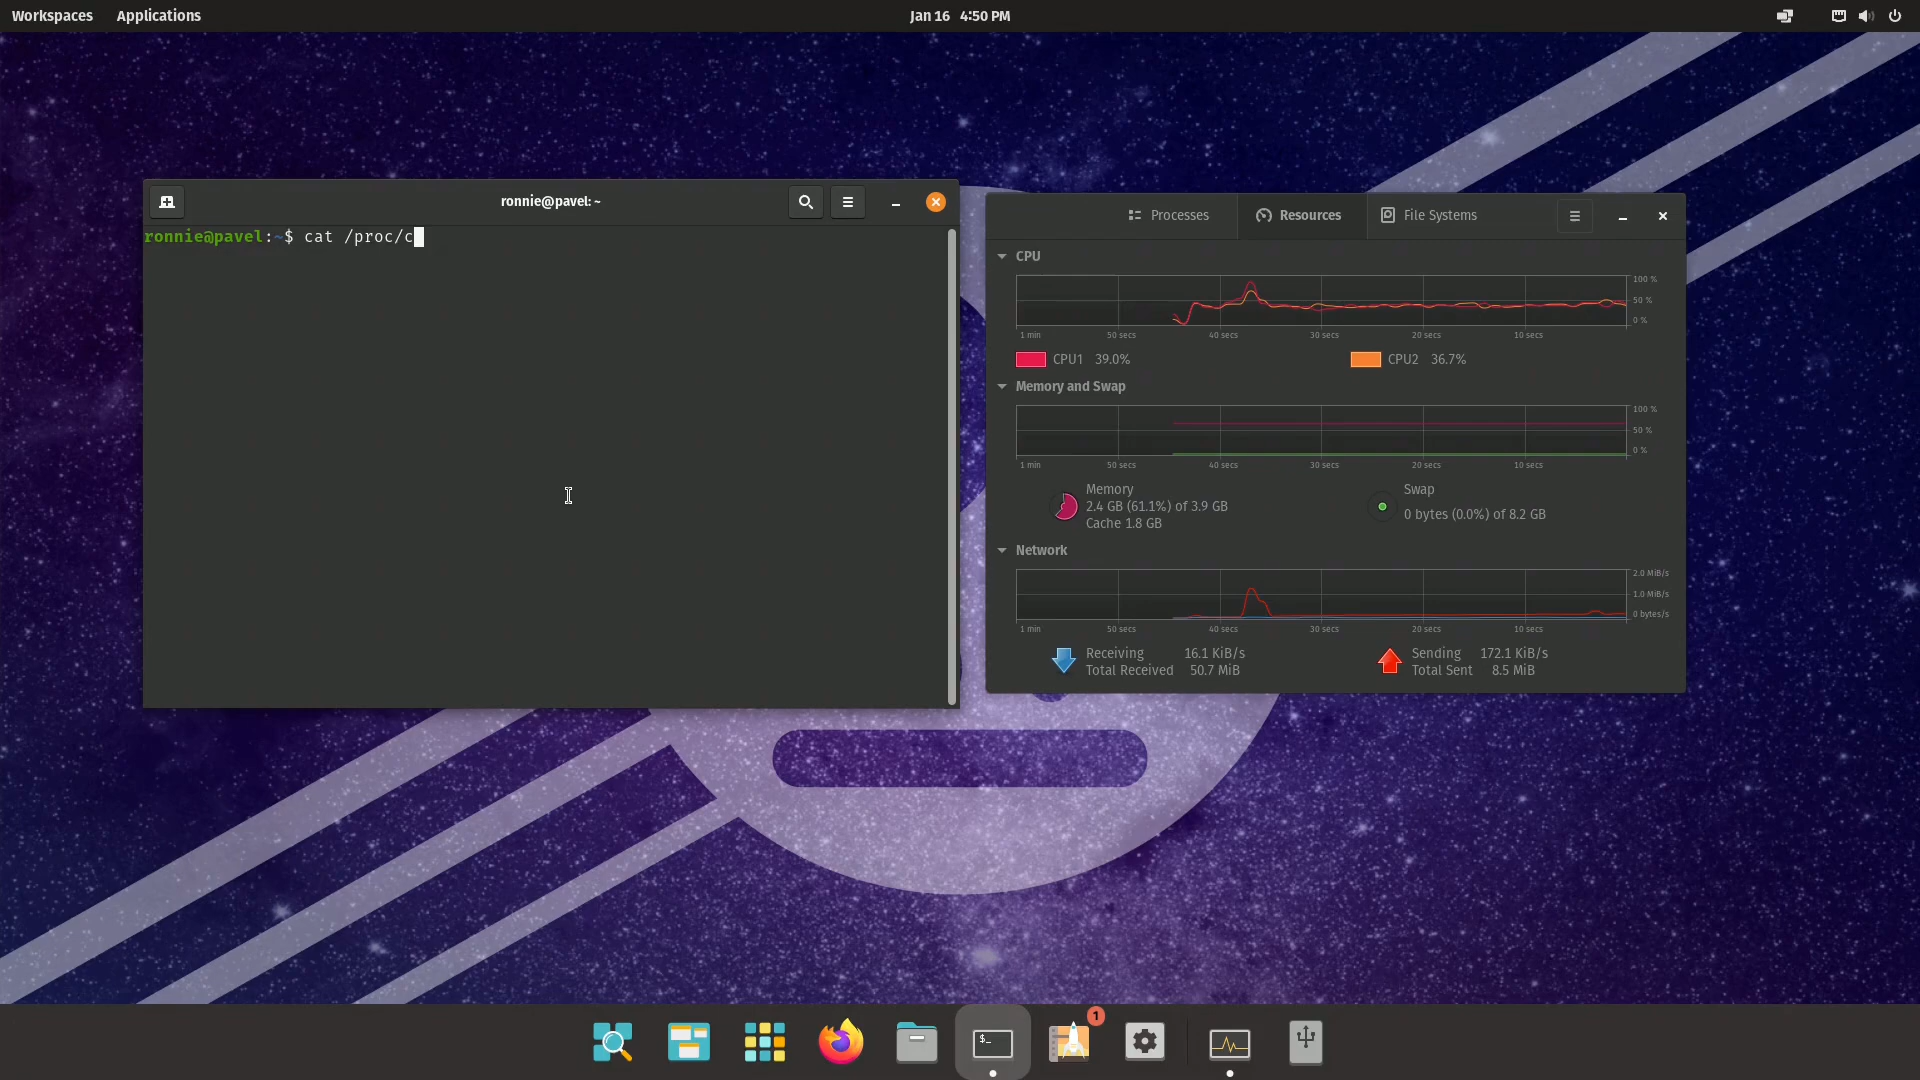 Workspaces Applications Jan 16 4:50 PM
ronnie@pavel: ~
ronnie@pavel:~$ cat /proc/c
Processes Resources File Systems
CPU
100 %
50 %
0 %
1 min 50 secs 40 secs 30 secs 20 secs 10 secs
CPU1 39.0% CPU2 36.7%
Memory and Swap
100 %
50 %
0 %
1 min 50 secs 40 secs 30 secs 20 secs 10 secs
Memory
2.4 GB (61.1%) of 3.9 GB
Cache 1.8 GB
Swap
0 bytes (0.0%) of 8.2 GB
Network
2.0 MiB/s
1.0 MiB/s
0 bytes/s
1 min 50 secs 40 secs 30 secs 20 secs 10 secs
Receiving 16.1 KiB/s
Total Received 50.7 MiB
Sending 172.1 KiB/s
Total Sent 8.5 MiB
$_
1